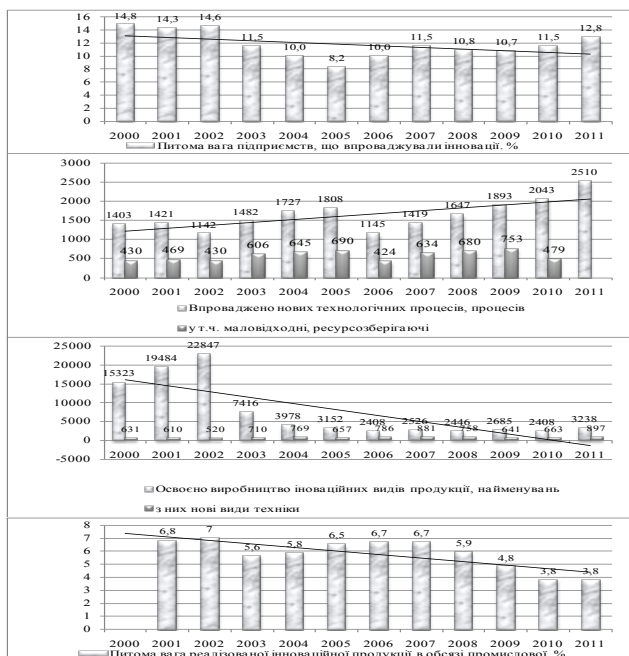 16
14
12
10
8
6
4
2
0
14,8 14,3 14,6 11,5 10,0 8,2 10,0 11,5 10,8 10,7 11,5 12,8
2000 2001 2002 2003 2004 2005 2006 2007 2008 2009 2010 2011
Питома вага підприємств, що впроваджували інновації. %
3000
2500
2000
1500
1000
500
0
1403 1421 1142 1482 1727 1808 1145 1419 1647 1893 2043 2510
430 469 430 606 645 690 424 634 680 753 479
2000 2001 2002 2003 2004 2005 2006 2007 2008 2009 2010 2011
Впроваджено нових технологічних процесів, процесів
у т.ч. маловідходні, ресурсозберігаючі
25000
20000
15000
10000
5000
0
-5000
15323 19484 22847 7416 3978 3152 2408 2526 2446 2685 2408 3238
631 610 520 710 769 657 786 881 758 641 663 897
2000 2001 2002 2003 2004 2005 2006 2007 2008 2009 2010 2011
Освоєно виробництво іноваційних видів продукції, найменувань
з них нові види техніки
8
7
6
5
4
3
2
1
0
6,8 7 5,6 5,8 6,5 6,7 6,7 5,9 4,8 3,8 3,8
2000 2001 2002 2003 2004 2005 2006 2007 2008 2009 2010 2011
Питома вага реалізованої інноваційної продукції в обсязі промислової, %